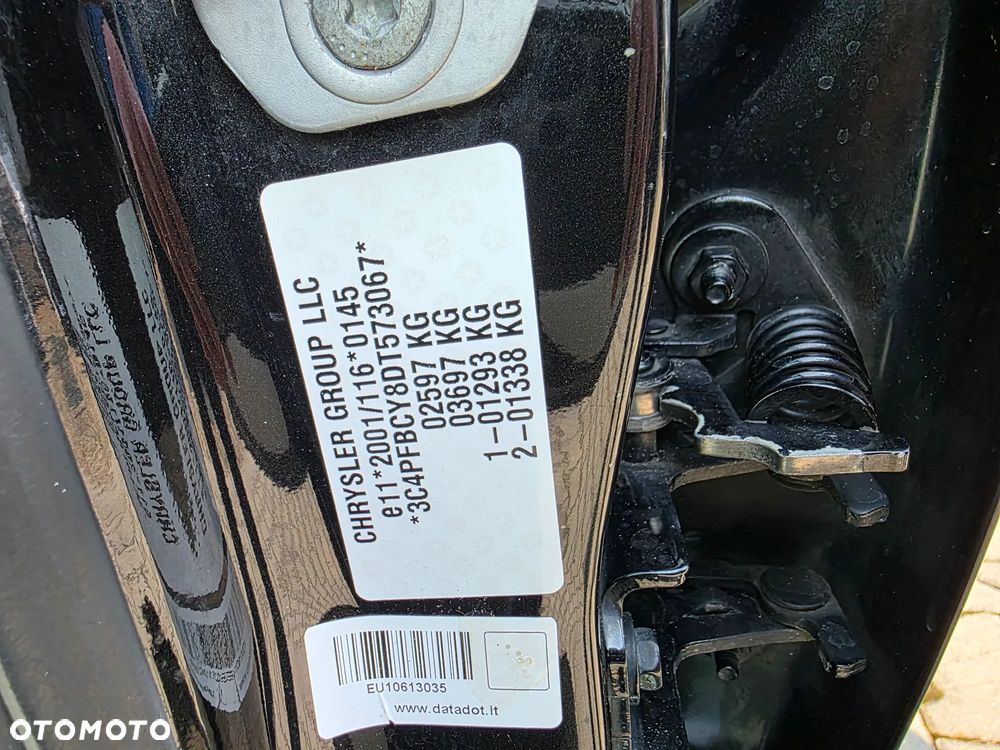 CHRYSLER GROUP LLC
e11*2001/116*0145
*3C4PFBCY8DT573067*
02597 KG
03697 KG
1-01293 KG
2-01338 KG
EU10613035
www.datadot.it
OTOMOTO